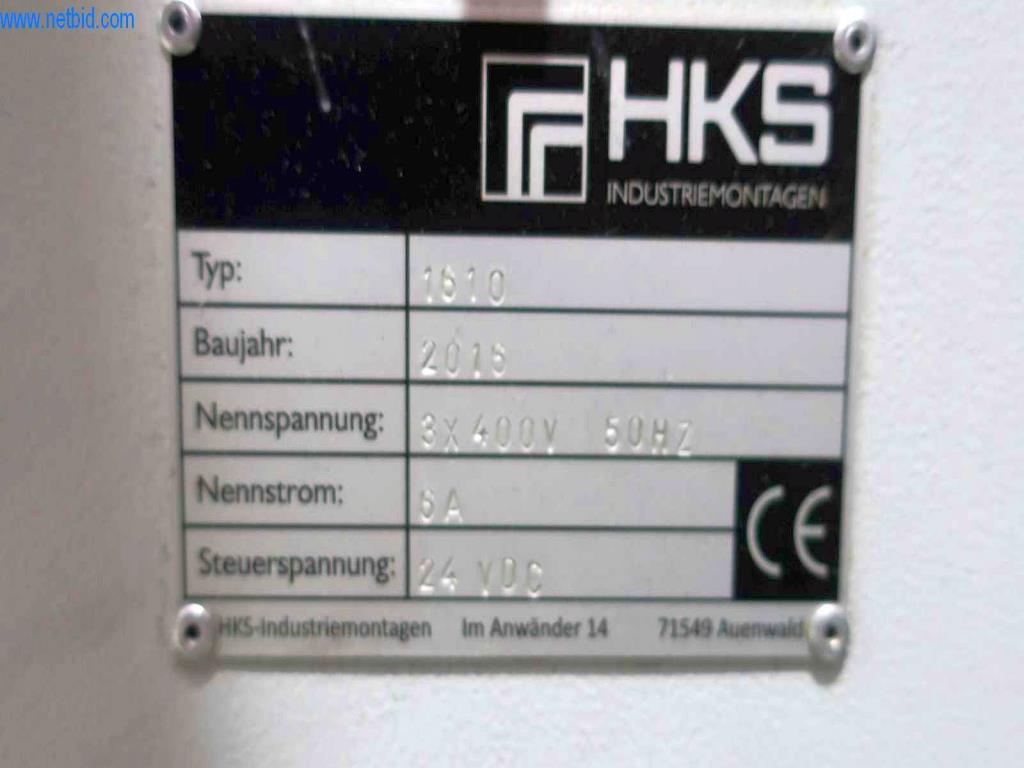 www.netbid.com
HKS
INDUSTRIEMONTAGEN
Typ: 1610
Baujahr: 2016
Nennspannung: 3X400V 50HZ
Nennstrom: 6A
Steuerspannung: 24 VDC
CE
HKS-Industriemontagen Im Anwänder 14 71549 Auenwald